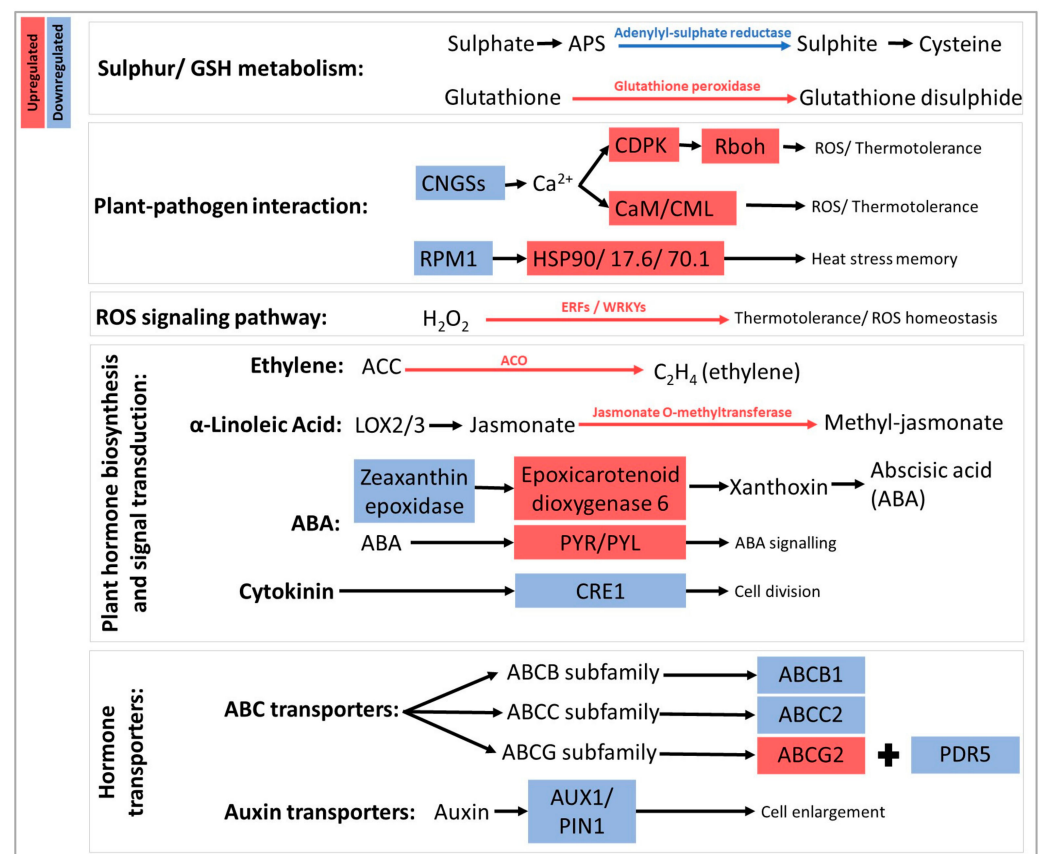 Upregulated
Downregulated
Sulphur/ GSH metabolism:
Sulphate APS Adenylyl-sulphate reductase Sulphite Cysteine
Glutathione Glutathione peroxidase Glutathione disulphide
Plant-pathogen interaction:
CNGSs Ca²⁺
CDPK Rboh ROS/ Thermotolerance
CaM/CML ROS/ Thermotolerance
RPM1 HSP90/ 17.6/ 70.1 Heat stress memory
ROS signaling pathway:
H₂O₂ ERFs / WRKYs Thermotolerance/ ROS homeostasis
Plant hormone biosynthesis
and signal transduction:
Ethylene: ACC ACO C₂H₄ (ethylene)
α-Linoleic Acid: LOX2/3 Jasmonate Jasmonate O-methyltransferase Methyl-jasmonate
ABA:
Zeaxanthin
epoxidase
Epoxicarotenoid
dioxygenase 6
Xanthoxin
Abscisic acid
(ABA)
ABA PYR/PYL ABA signalling
Cytokinin CRE1 Cell division
Hormone
transporters:
ABC transporters:
ABCB subfamily ABCB1
ABCC subfamily ABCC2
ABCG subfamily ABCG2 + PDR5
Auxin transporters: Auxin
AUX1/
PIN1
Cell enlargement